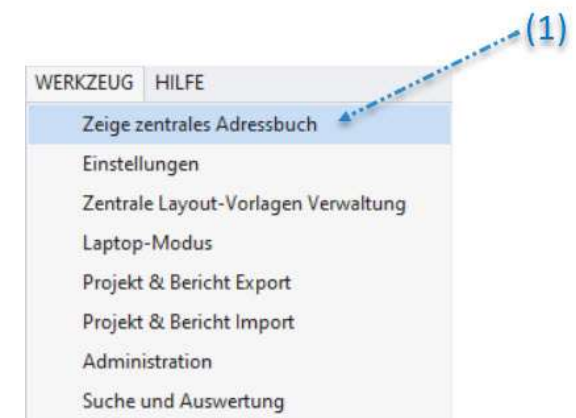 (1)
WERKZEUG HILFE
Zeige zentrales Adressbuch
Einstellungen
Zentrale Layout-Vorlagen Verwaltung
Laptop-Modus
Projekt & Bericht Export
Projekt & Bericht Import
Administration
Suche und Auswertung